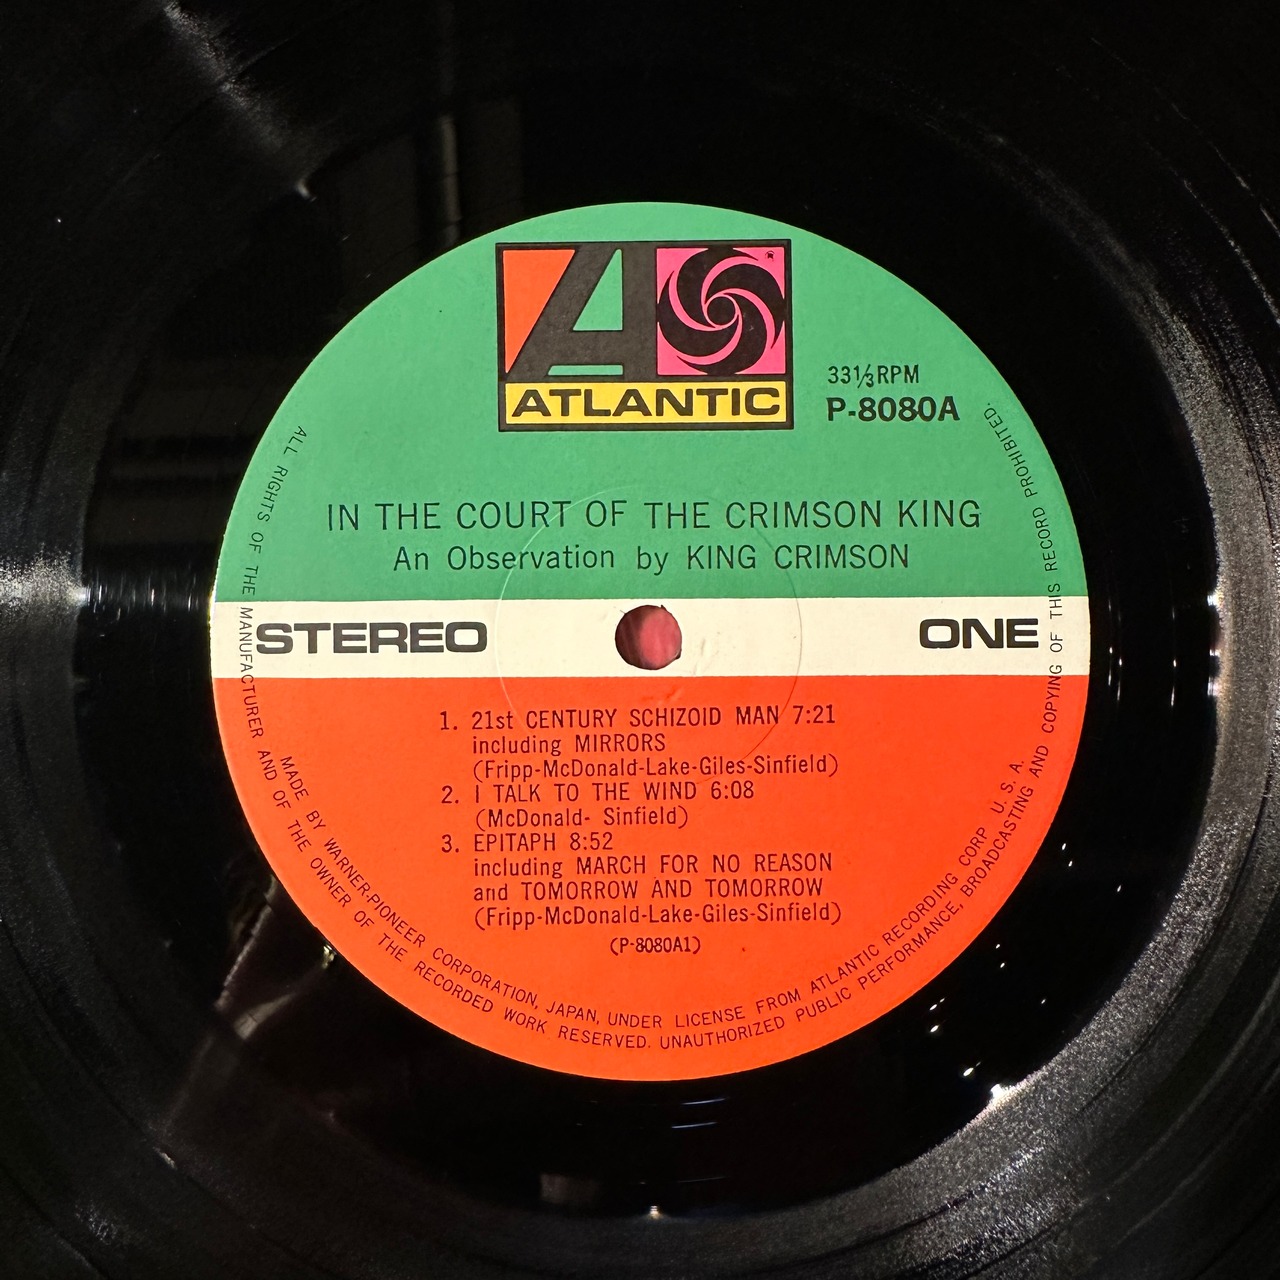 ATLANTIC
33⅓RPM
P-8080A
IN THE COURT OF THE CRIMSON KING
An Observation by KING CRIMSON
STEREO
ONE
1. 21st CENTURY SCHIZOID MAN 7:21
including MIRRORS
(Fripp-McDonald-Lake-Giles-Sinfield)
2. I TALK TO THE WIND 6:08
(McDonald- Sinfield)
3. EPITAPH 8:52
including MARCH FOR NO REASON
and TOMORROW AND TOMORROW
(Fripp-McDonald-Lake-Giles-Sinfield)
(P-8080A1)
MADE BY WARNER-PIONEER CORPORATION, JAPAN, UNDER LICENSE FROM ATLANTIC RECORDING CORP. U. S. A.
ALL RIGHTS OF THE MANUFACTURER AND OF THE OWNER OF THE RECORDED WORK RESERVED. UNAUTHORIZED PUBLIC PERFORMANCE, BROADCASTING AND COPYING OF THIS RECORD PROHIBITED.